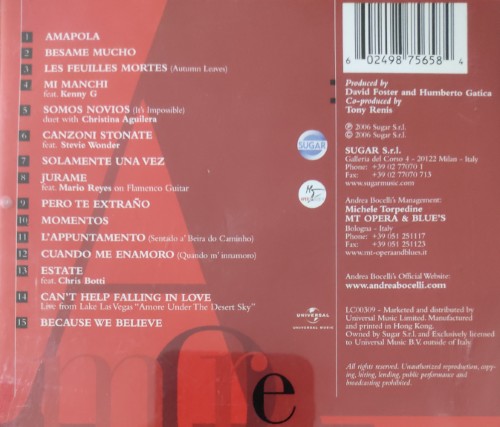 1 AMAPOLA
2 BESAME MUCHO
3 LES FEUILLES MORTES (Autumn Leaves)
4 MI MANCHI
feat. Kenny G
5 SOMOS NOVIOS (It's Impossible)
duet with Christina Aguilera
6 CANZONI STONATE
feat. Stevie Wonder
7 SOLAMENTE UNA VEZ
8 JURAME
feat. Mario Reyes on Flamenco Guitar
9 PERO TE EXTRAÑO
10 MOMENTOS
11 L'APPUNTAMENTO (Sentado a' Beira do Caminho)
12 CUANDO ME ENAMORO (Quando m' innamoro)
13 ESTATE
feat. Chris Botti
14 CAN'T HELP FALLING IN LOVE
Live from Lake Las Vegas "Amore Under The Desert Sky"
15 BECAUSE WE BELIEVE
SUGAR
UNIVERSAL
UNIVERSAL MUSIC
6 02498 75658 4
Produced by
David Foster and Humberto Gatica
Co-produced by
Tony Renis
℗ 2006 Sugar S.r.l.
© 2006 Sugar S.r.l.
SUGAR S.r.l.
Galleria del Corso 4 - 20122 Milan - Italy
Phone: +39 02 77070 1
Fax: +39 02 77070 713
www.sugarmusic.com
Andrea Bocelli's Management:
Michele Torpedine
MT OPERA & BLUE'S
Bologna - Italy
Phone: +39 051 251117
Fax: +39 051 251123
www.mt-operaandblues.it
Andrea Bocelli's Official Website:
www.andreabocelli.com
LC00309 – Marketed and distributed by
Universal Music Limited. Manufactured
and printed in Hong Kong.
Owned by Sugar S.r.l. and Exclusively licensed
to Universal Music B.V. outside of Italy
All rights reserved. Unauthorized reproduction, copy-
ing, hiring, lending, public performance and
broadcasting prohibited.
A
m
r
e